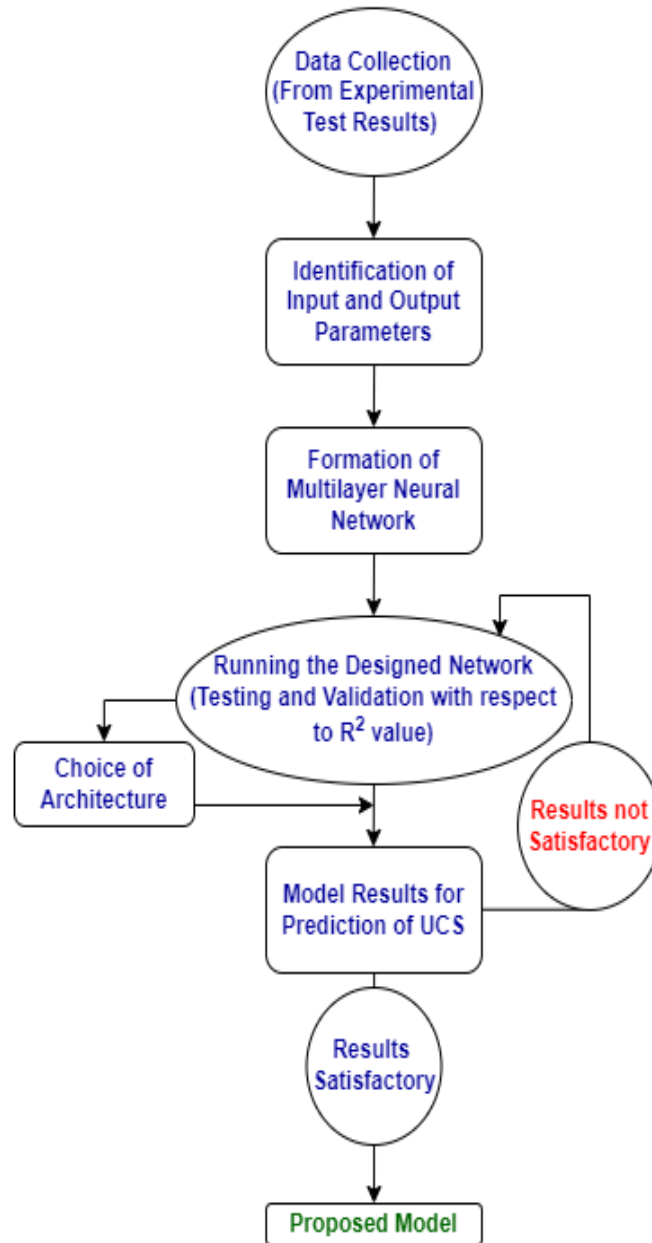 Data Collection
(From Experimental
Test Results)
Identification of
Input and Output
Parameters
Formation of
Multilayer Neural
Network
Running the Designed Network
(Testing and Validation with respect
to R² value)
Choice of
Architecture
Results not
Satisfactory
Model Results for
Prediction of UCS
Results
Satisfactory
Proposed Model